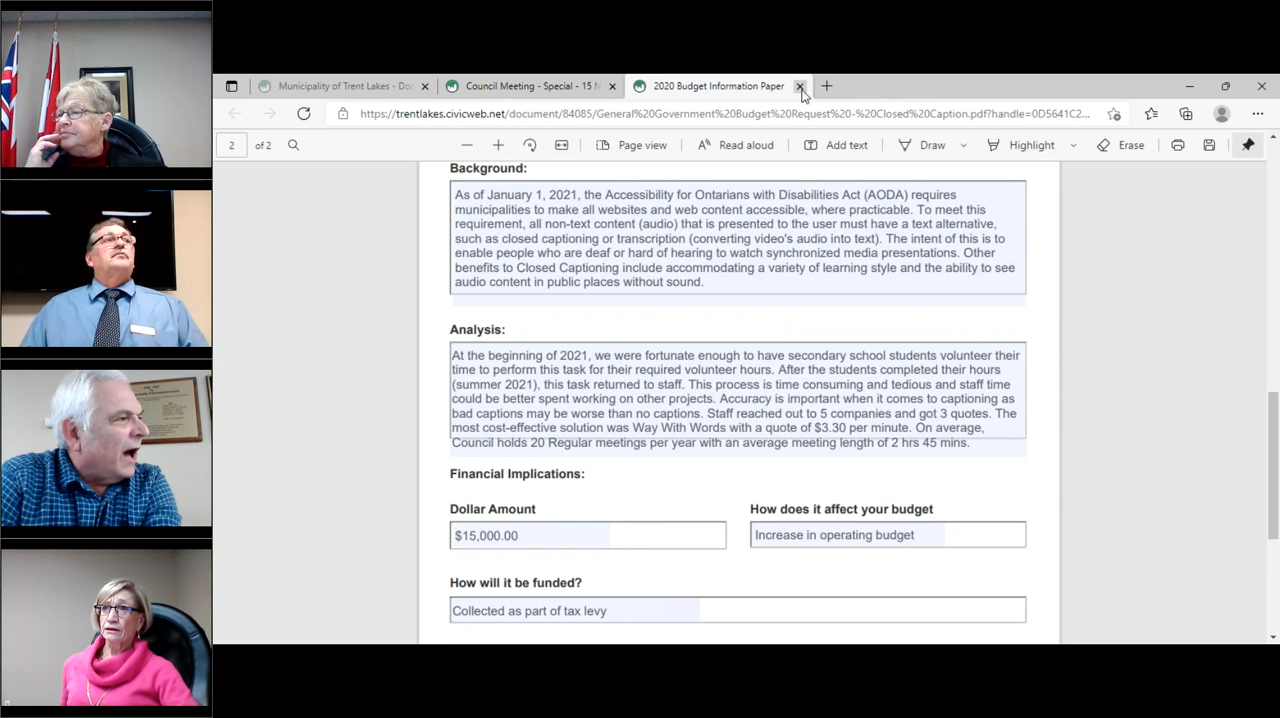 Municipality of Trent Lakes - Do
Council Meeting - Special - 15 N
2020 Budget Information Paper
https://trentlakes.civicweb.net/document/84085/General%20Government%20Budget%20Request%20-%20Closed%20Caption.pdf?handle=0D5641C2...
2 of 2
Page view
Read aloud
Add text
Draw
Highlight
Erase
Background:
As of January 1, 2021, the Accessibility for Ontarians with Disabilities Act (AODA) requires
municipalities to make all websites and web content accessible, where practicable. To meet this
requirement, all non-text content (audio) that is presented to the user must have a text alternative,
such as closed captioning or transcription (converting video's audio into text). The intent of this is to
enable people who are deaf or hard of hearing to watch synchronized media presentations. Other
benefits to Closed Captioning include accommodating a variety of learning style and the ability to see
audio content in public places without sound.
Analysis:
At the beginning of 2021, we were fortunate enough to have secondary school students volunteer their
time to perform this task for their required volunteer hours. After the students completed their hours
(summer 2021), this task returned to staff. This process is time consuming and tedious and staff time
could be better spent working on other projects. Accuracy is important when it comes to captioning as
bad captions may be worse than no captions. Staff reached out to 5 companies and got 3 quotes. The
most cost-effective solution was Way With Words with a quote of $3.30 per minute. On average,
Council holds 20 Regular meetings per year with an average meeting length of 2 hrs 45 mins.
Financial Implications:
Dollar Amount
How does it affect your budget
$15,000.00
Increase in operating budget
How will it be funded?
Collected as part of tax levy